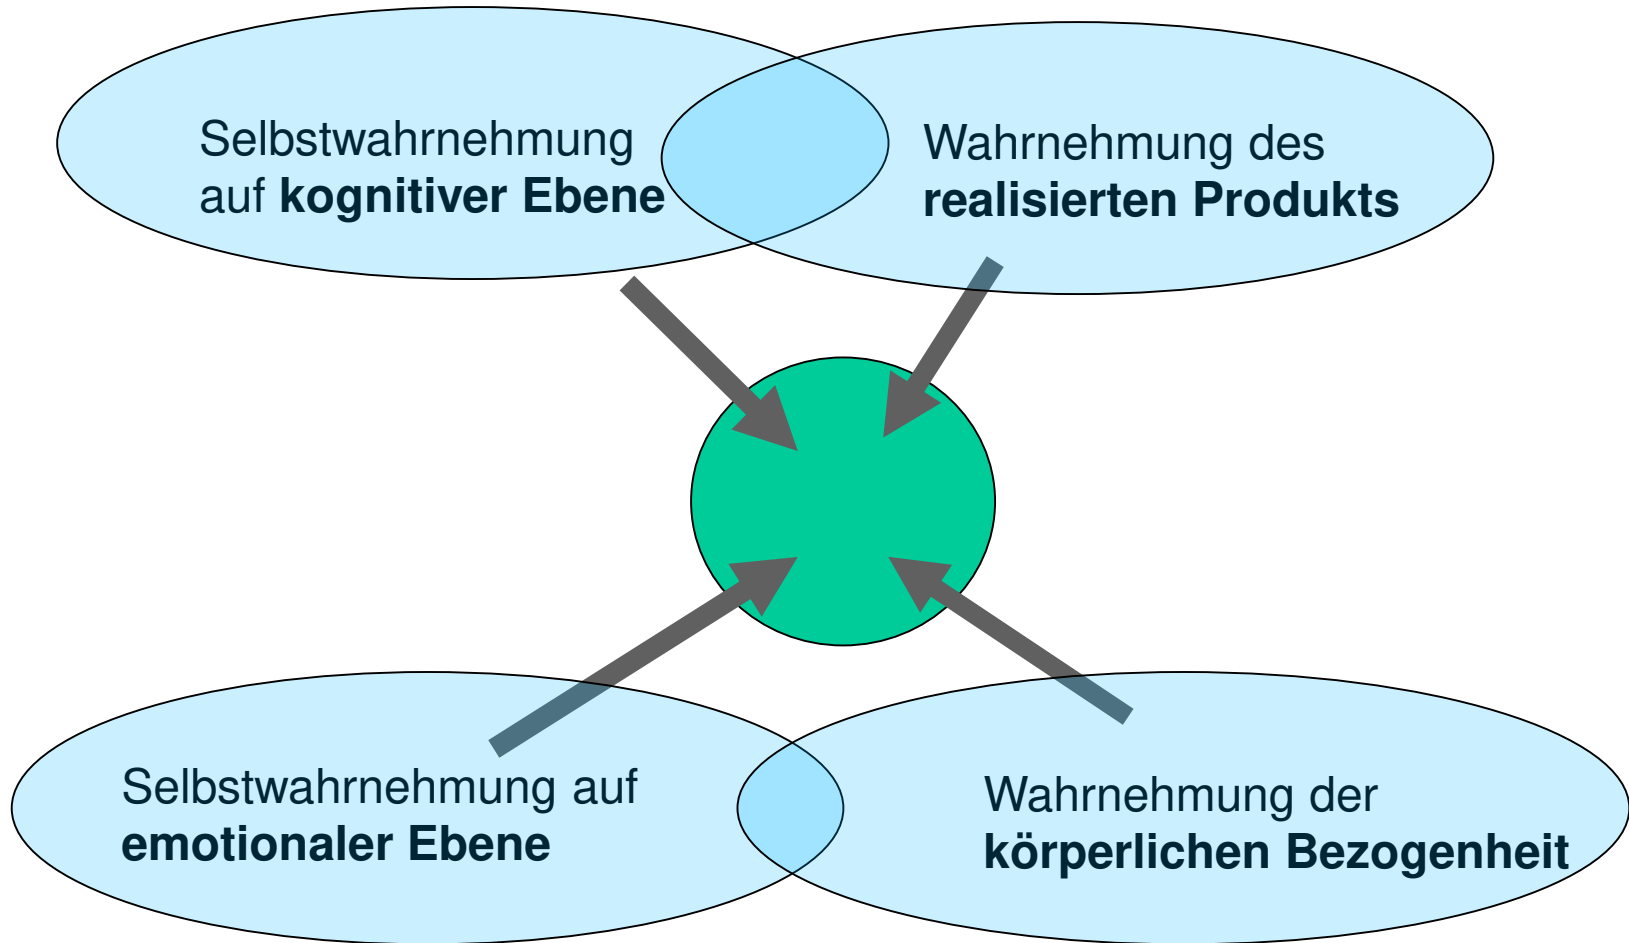 Selbstwahrnehmung
auf kognitiver Ebene
Wahrnehmung des
realisierten Produkts
Selbstwahrnehmung auf
emotionaler Ebene
Wahrnehmung der
körperlichen Bezogenheit